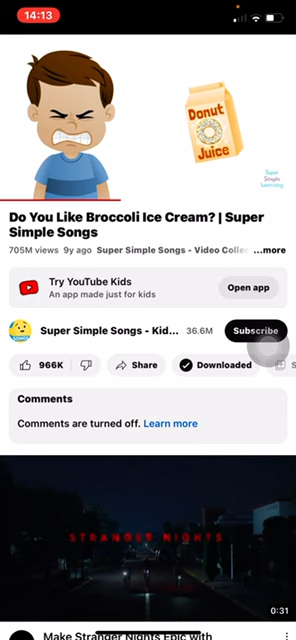 14:13
Donut
Juice
Super
Simple
Learning
Do You Like Broccoli Ice Cream? | Super
Simple Songs
705M views 9y ago Super Simple Songs - Video Collec ...more
Try YouTube Kids
An app made just for kids
Open app
Super Simple Songs - Kid... 36.6M
Subscribe
966K
Share
Downloaded
S
Comments
Comments are turned off. Learn more
STRANGER NIGHTS
0:31
Make Stranger Nights Epic with